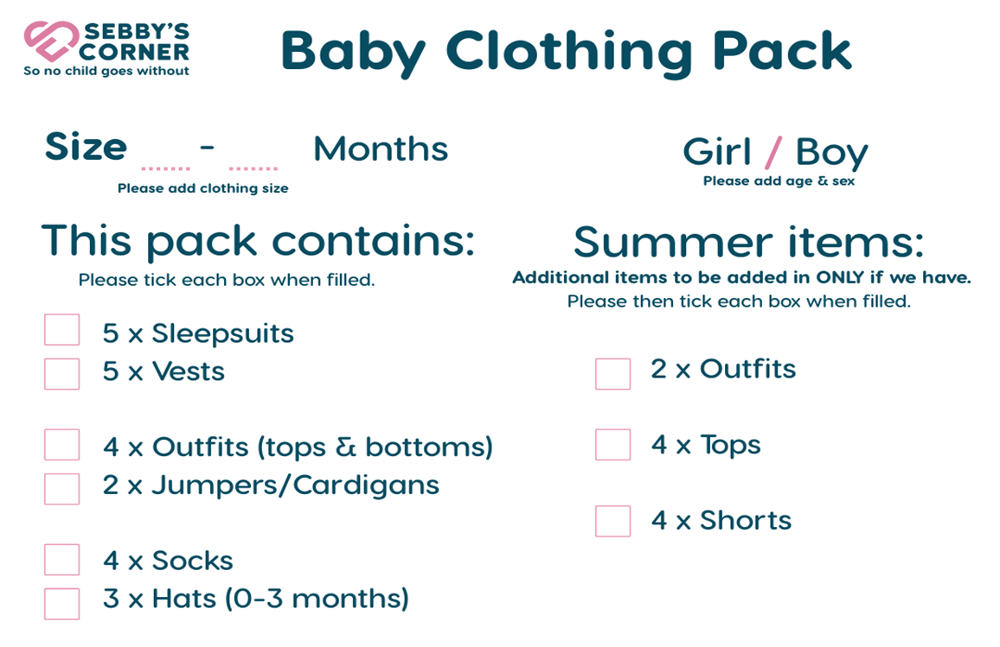 SEBBY'S
CORNER
So no child goes without
Baby Clothing Pack
Size ...... - ...... Months
Please add clothing size
Girl / Boy
Please add age & sex
This pack contains:
Please tick each box when filled.
5 x Sleepsuits
5 x Vests
4 x Outfits (tops & bottoms)
2 x Jumpers/Cardigans
4 x Socks
3 x Hats (0-3 months)
Summer items:
Additional items to be added in ONLY if we have.
Please then tick each box when filled.
2 x Outfits
4 x Tops
4 x Shorts